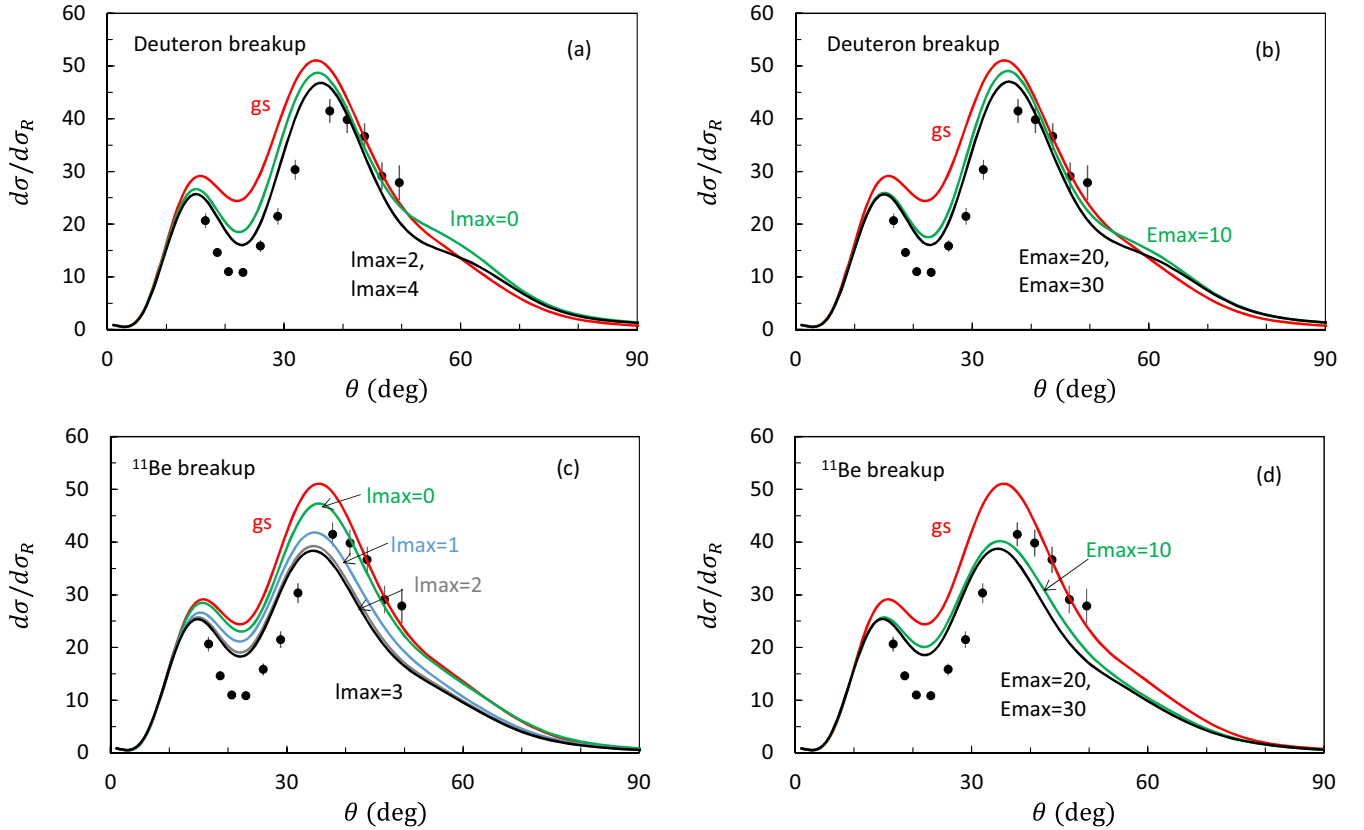 Deuteron breakup
(a)
gs
lmax=0
lmax=2,
lmax=4
dσ/dσ_R
60
50
40
30
20
10
0
0 30 60 90
θ (deg)
Deuteron breakup
(b)
gs
Emax=10
Emax=20,
Emax=30
dσ/dσ_R
60
50
40
30
20
10
0
0 30 60 90
θ (deg)
¹¹Be breakup
(c)
gs
lmax=0
lmax=1
lmax=2
lmax=3
dσ/dσ_R
60
50
40
30
20
10
0
0 30 60 90
θ (deg)
¹¹Be breakup
(d)
gs
Emax=10
Emax=20,
Emax=30
dσ/dσ_R
60
50
40
30
20
10
0
0 30 60 90
θ (deg)